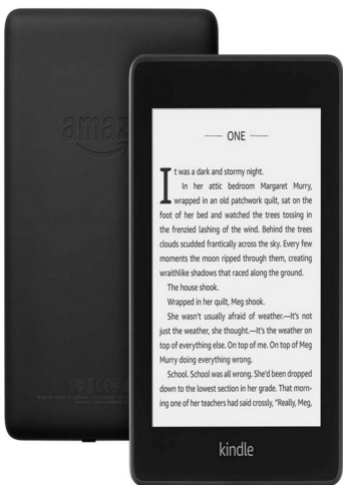 amaz
ONE
It was a dark and stormy night.
In her attic bedroom Margaret Murry,
wrapped in an old patchwork quilt, sat on the
foot of her bed and watched the trees tossing in
the frenzied lashing of the wind. Behind the trees
clouds scudded frantically across the sky. Every few
moments the moon ripped through them, creating
wraithlike shadows that raced along the ground.
The house shook.
Wrapped in her quilt, Meg shook.
She wasn't usually afraid of weather.—It's not
just the weather, she thought.—It's the weather on
top of everything else. On top of me. On top of Meg
Murry doing everything wrong.
School. School was all wrong. She'd been dropped
down to the lowest section in her grade. That morn-
ing one of her teachers had said crossly, "Really, Meg,
kindle